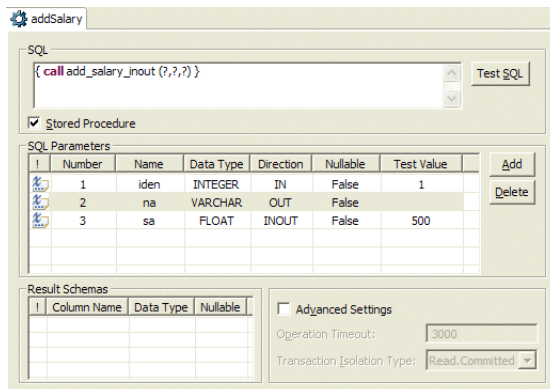 addSalary
SQL
{ call add_salary_inout (?,?,?) }
Test SQL
Stored Procedure
SQL Parameters
! Number Name Data Type Direction Nullable Test Value
Add
1 iden INTEGER IN False 1
Delete
2 na VARCHAR OUT False
3 sa FLOAT INOUT False 500
Result Schemas
! Column Name Data Type Nullable
Advanced Settings
Operation Timeout: 3000
Transaction Isolation Type: Read.Committed